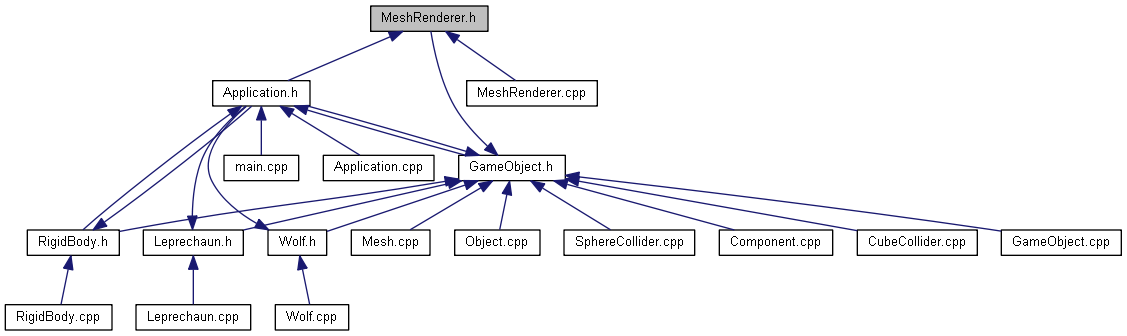 MeshRenderer.h
Application.h
MeshRenderer.cpp
main.cpp
Application.cpp
GameObject.h
RigidBody.h
Leprechaun.h
Wolf.h
Mesh.cpp
Object.cpp
SphereCollider.cpp
Component.cpp
CubeCollider.cpp
GameObject.cpp
RigidBody.cpp
Leprechaun.cpp
Wolf.cpp